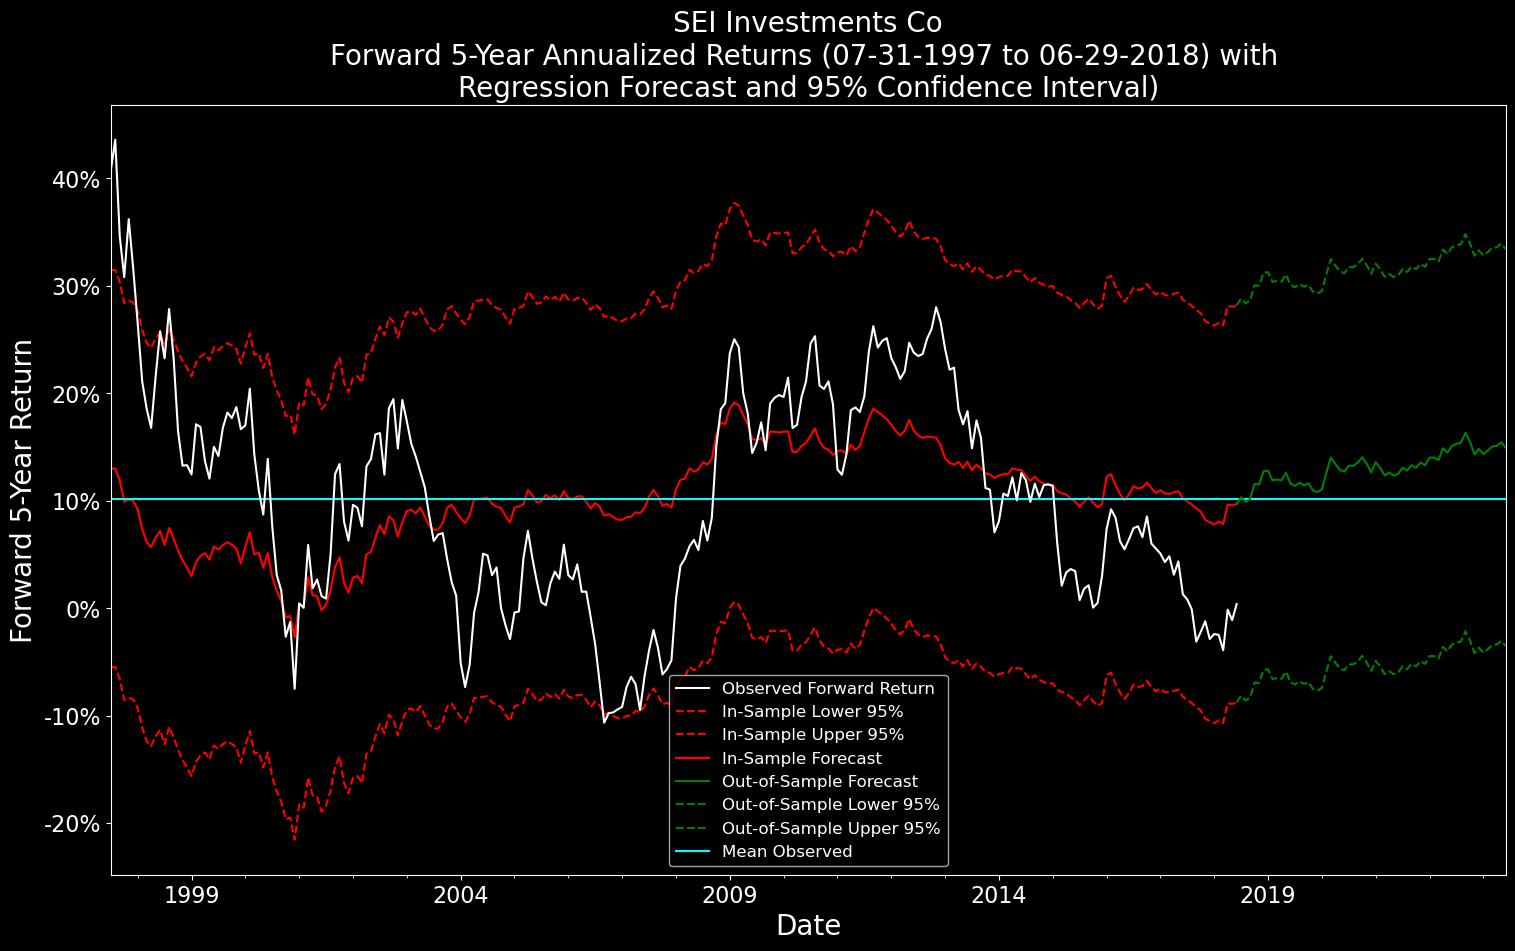 SEI Investments Co
Forward 5-Year Annualized Returns (07-31-1997 to 06-29-2018) with
Regression Forecast and 95% Confidence Interval)
Forward 5-Year Return
40%
30%
20%
10%
0%
-10%
-20%
Observed Forward Return
In-Sample Lower 95%
In-Sample Upper 95%
In-Sample Forecast
Out-of-Sample Forecast
Out-of-Sample Lower 95%
Out-of-Sample Upper 95%
Mean Observed
1999 2004 2009 2014 2019
Date